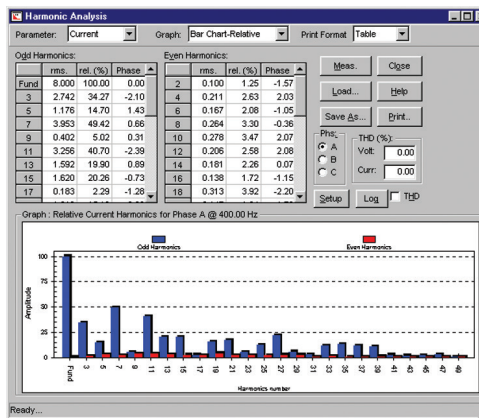 Harmonic Analysis
Parameter: Current Graph: Bar Chart-Relative Print Format Table
Odd Harmonics:
rms. rel. (%) Phase
Fund 8.000 100.00 0.00
3 2.742 34.27 -2.10
5 1.176 14.70 1.43
7 3.953 49.42 0.66
9 0.402 5.02 0.31
11 3.256 40.70 -2.39
13 1.592 19.90 0.89
15 1.620 20.26 -0.73
17 0.183 2.29 -1.28
Even Harmonics:
rms. rel. (%) Phase
2 0.100 1.25 -1.57
4 0.211 2.63 2.03
6 0.167 2.08 -1.05
8 0.264 3.30 -0.36
10 0.278 3.47 2.07
12 0.206 2.58 2.08
14 0.181 2.26 0.07
16 0.138 1.72 -1.15
18 0.313 3.92 -2.20
Meas. Close
Load... Help
Save As... Print..
Phs:
A
B
C
THD (%):
Volt: 0.00
Curr: 0.00
Setup Log THD
Graph : Relative Current Harmonics for Phase A @ 400.00 Hz
Odd Harmonics Even Harmonics
Amplitude
100
75
50
25
0
Fund 3 5 7 9 11 13 15 17 19 21 23 25 27 29 31 33 35 37 39 41 43 45 47 49
Harmonics number
Ready...